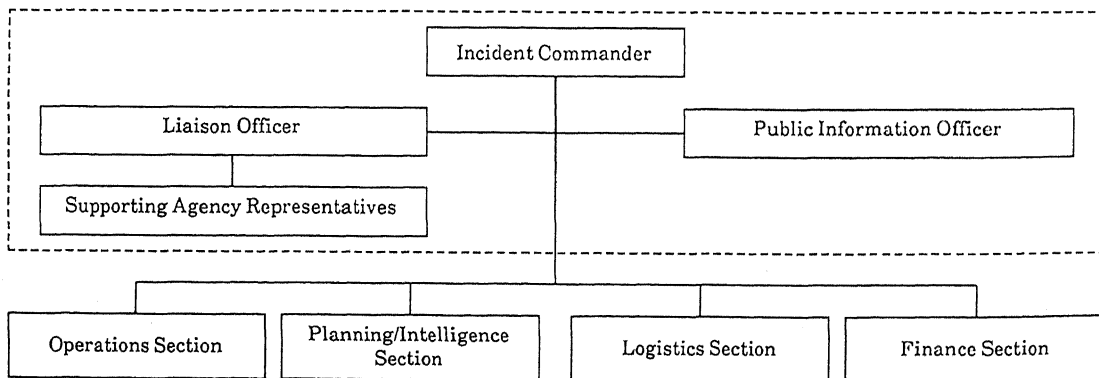 Incident Commander
Liaison Officer
Public Information Officer
Supporting Agency Representatives
Operations Section
Planning/Intelligence
Section
Logistics Section
Finance Section